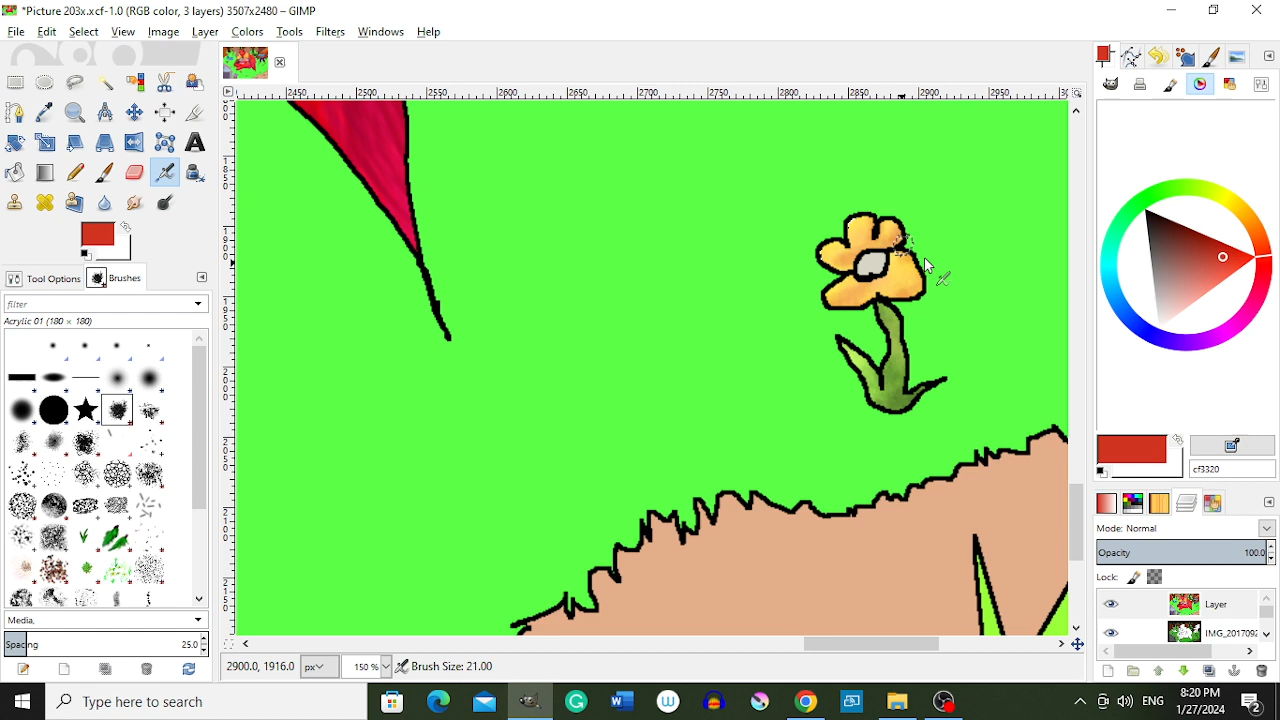 *Picture 203x.xcf-1.0 (RGB color, 3 layers) 3507x2480 – GIMP
File Edit Select View Image Layer Colors Tools Filters Windows Help
2450 2500 2550 2600 2650 2700 2750 2800 2850 2900 2950
Tool Options Brushes
filter
Acrylic 01 (180 × 180)
Media,
Spacing 25.0
cf3320
Mode: Normal
Opacity 100.0
Lock:
Layer
IMG_201709
2900.0, 1916.0 px 150 % Brush Size: 21.00
Type here to search
ENG
8:20 PM
1/27/2024
2